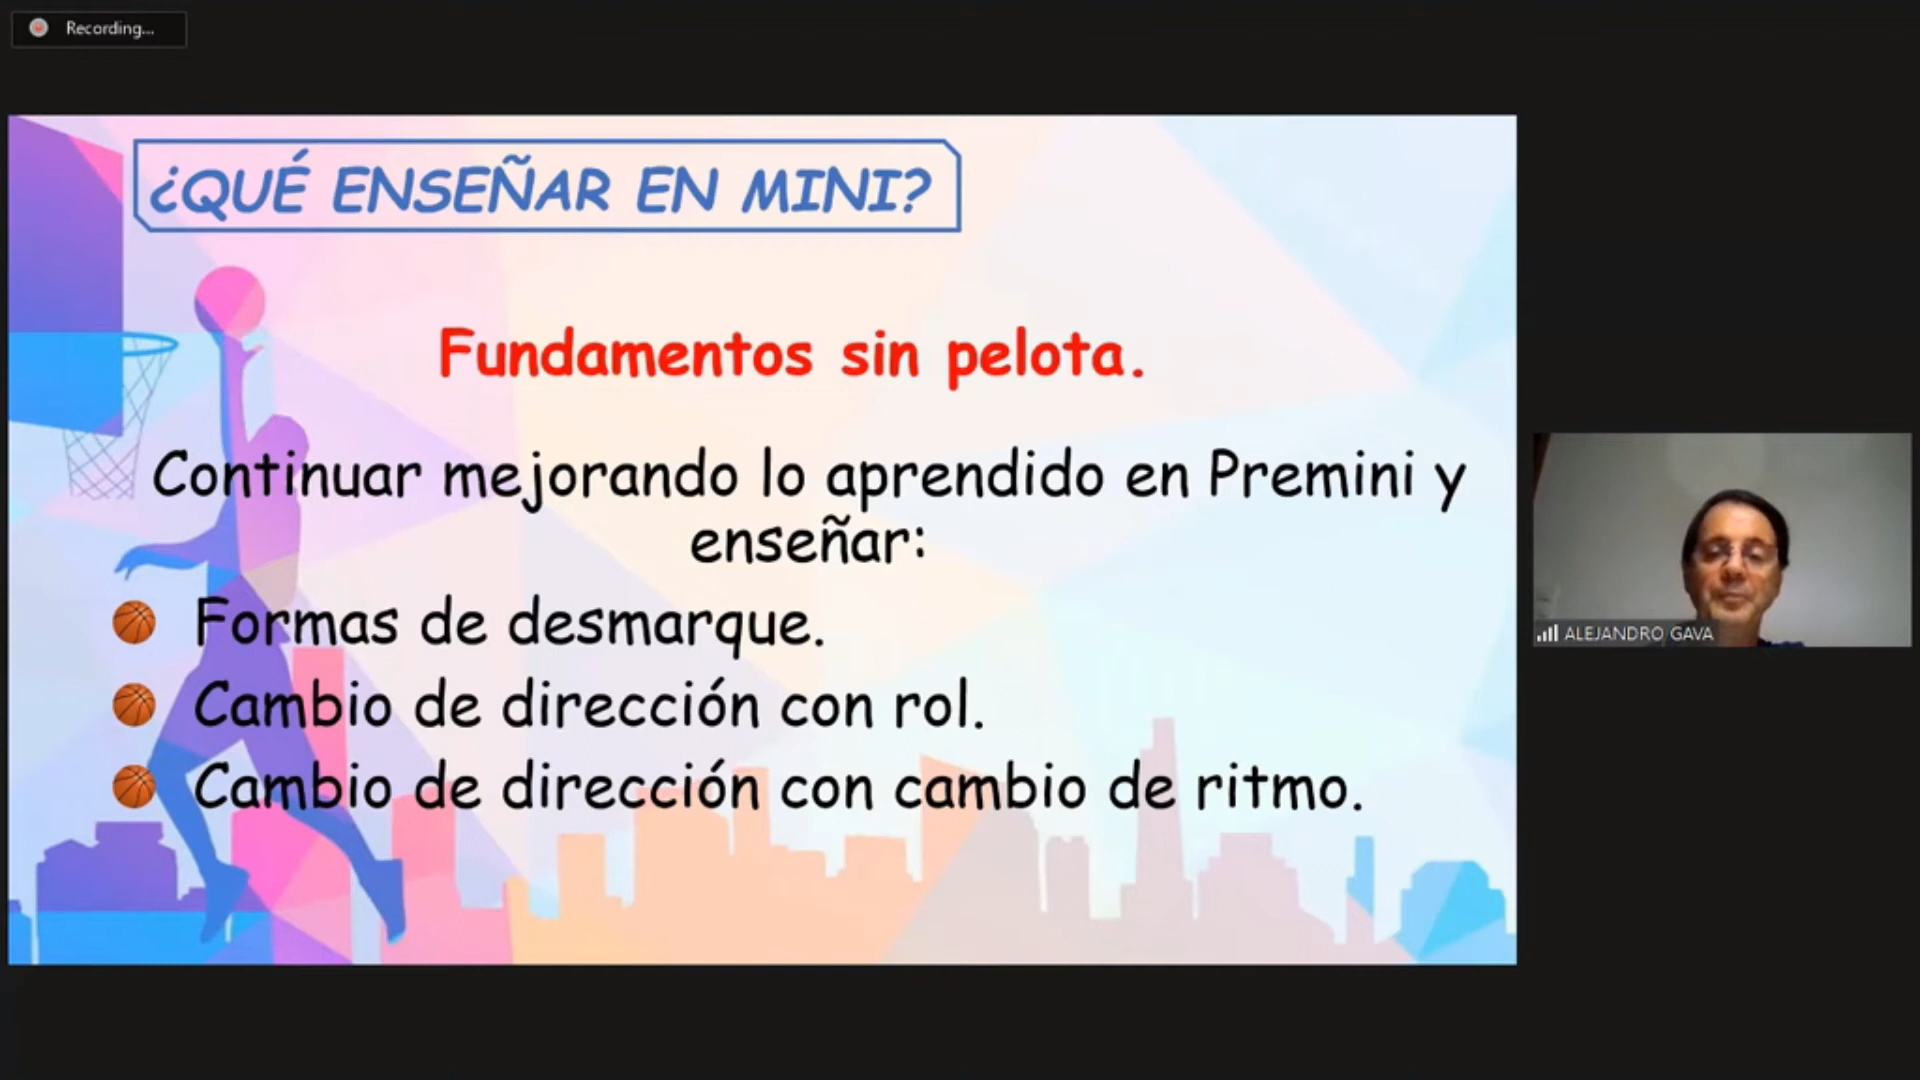 Recording...
¿QUÉ ENSEÑAR EN MINI?
Fundamentos sin pelota.
Continuar mejorando lo aprendido en Premini y
enseñar:
Formas de desmarque.
Cambio de dirección con rol.
Cambio de dirección con cambio de ritmo.
ALEJANDRO GAVA